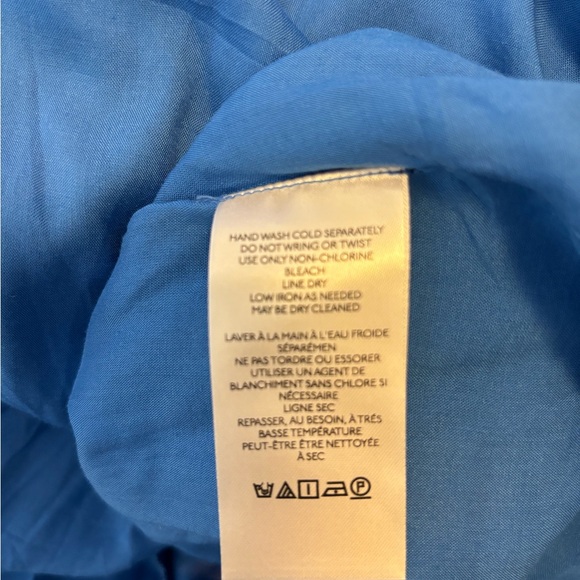 HAND WASH COLD SEPARATELY
DO NOT WRING OR TWIST
USE ONLY NON-CHLORINE
BLEACH
LINE DRY
LOW IRON AS NEEDED
MAY BE DRY CLEANED
LAVER À LA MAIN À L'EAU FROIDE
SÉPARÉMEN
NE PAS TORDRE OU ESSORER
UTILISER UN AGENT DE
BLANCHIMENT SANS CHLORE SI
NÉCESSAIRE
LIGNE SEC
REPASSER, AU BESOIN, À TRÉS
BASSE TEMPÉRATURE
PEUT-ÊTRE ÊTRE NETTOYÉE
À SEC
P